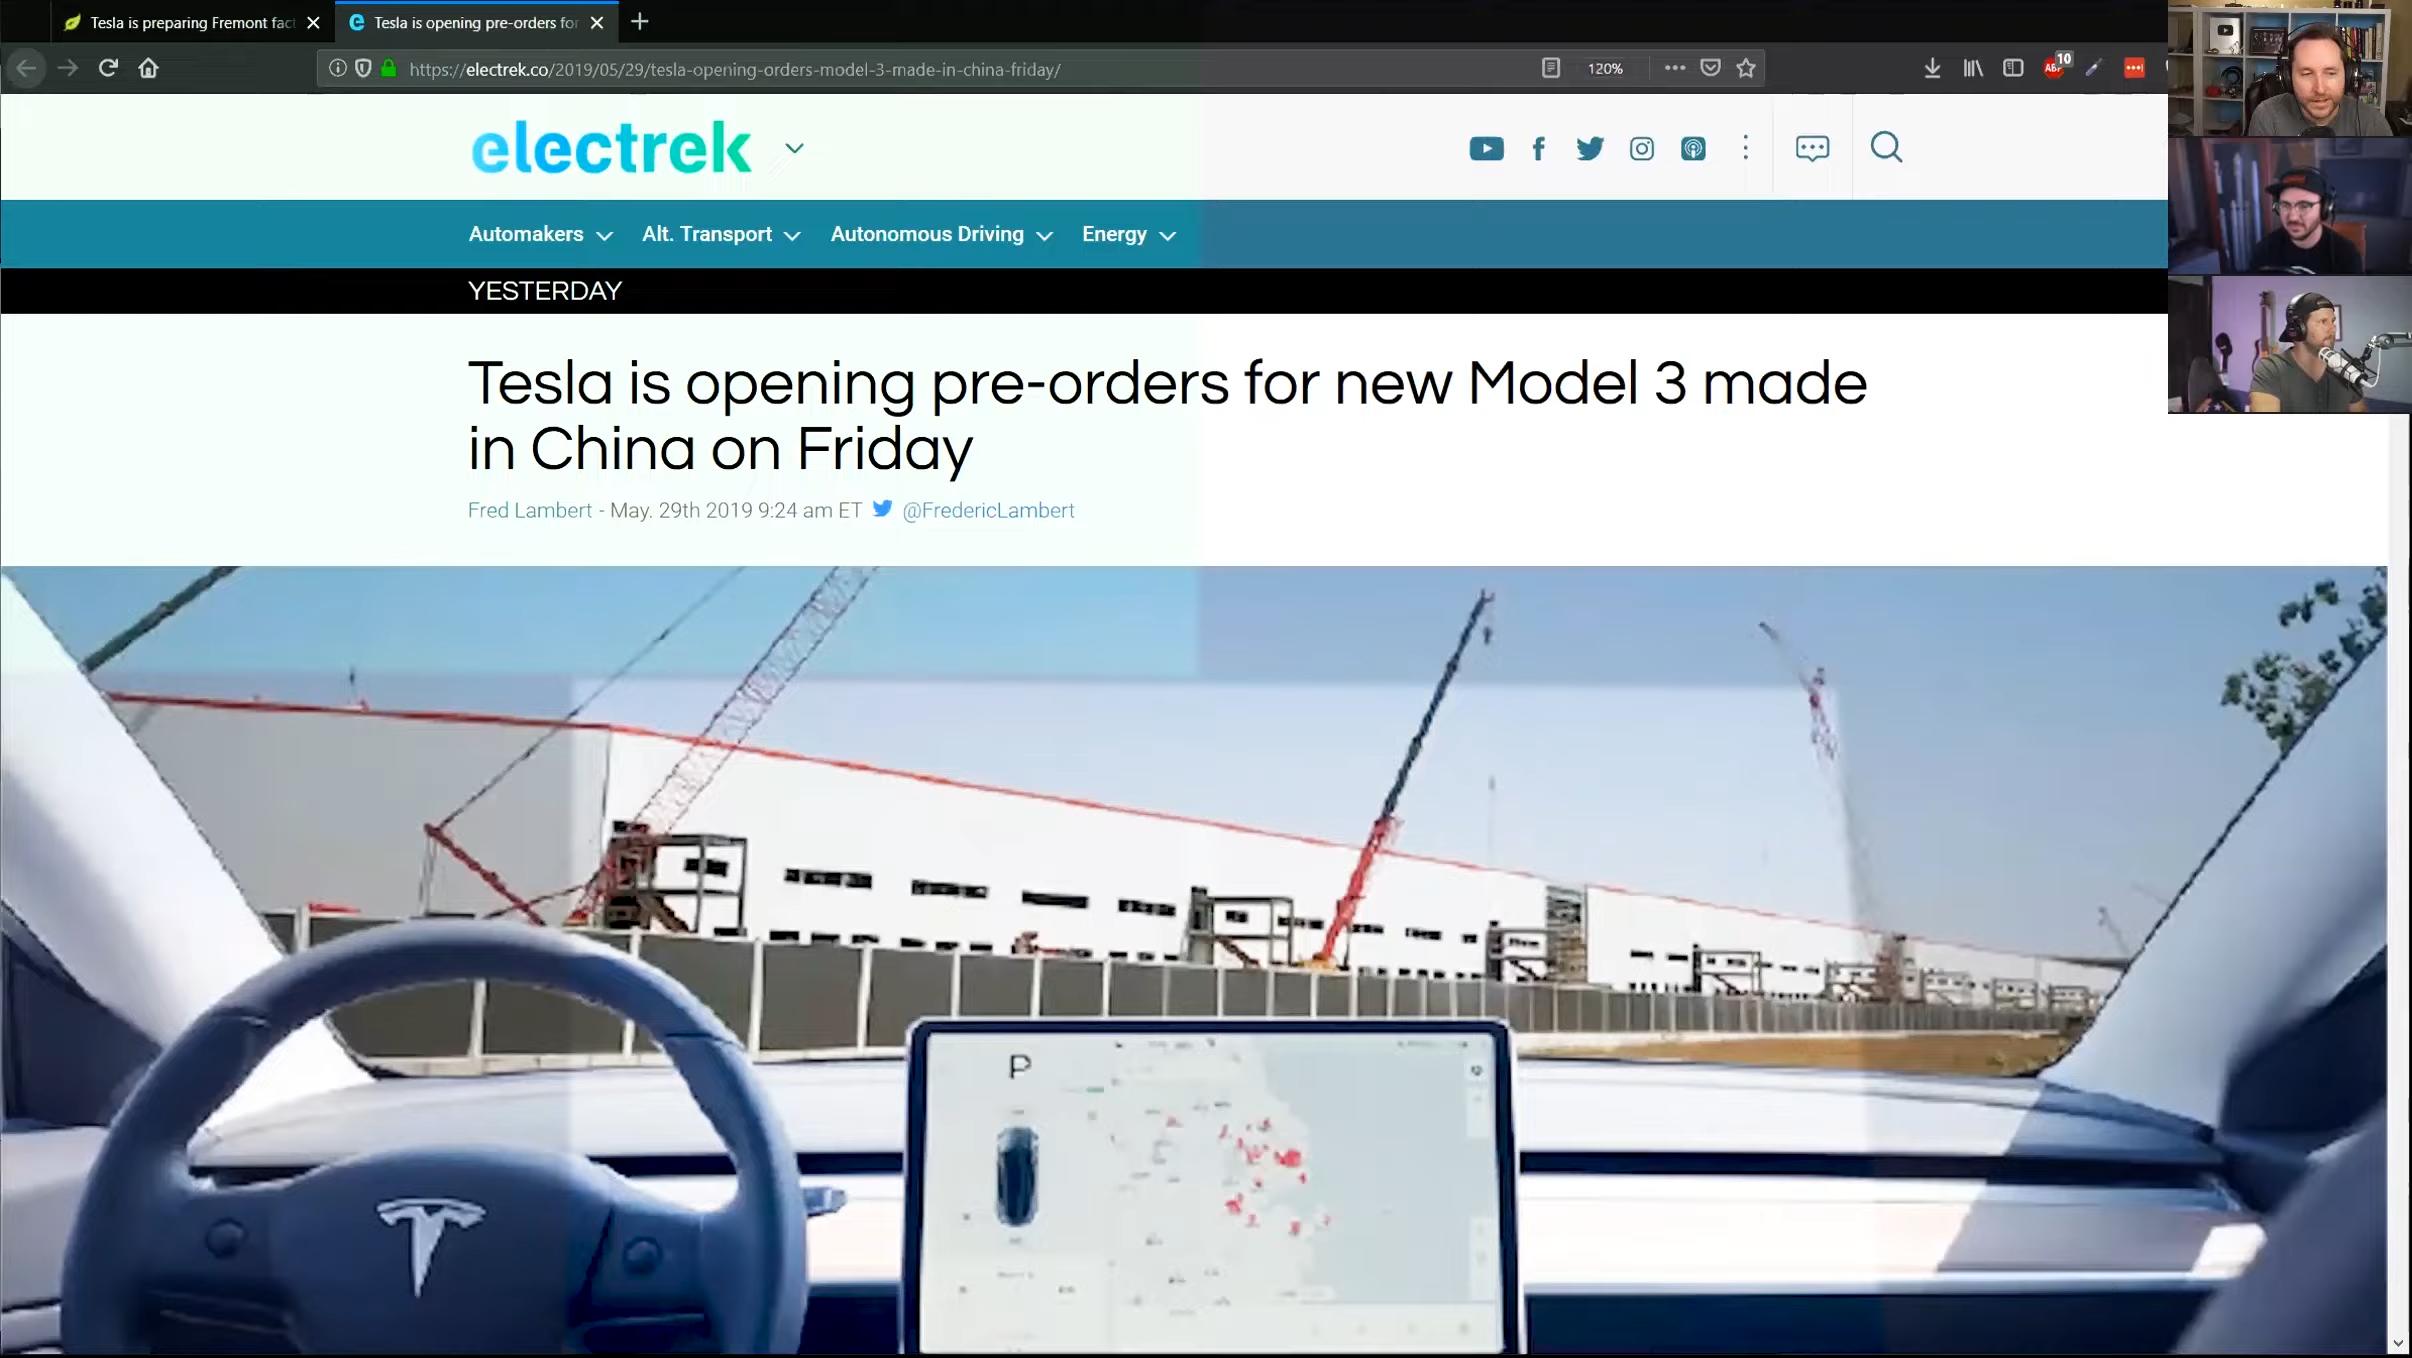 Tesla is preparing Fremont fact
Tesla is opening pre-orders for
https://electrek.co/2019/05/29/tesla-opening-orders-model-3-made-in-china-friday/
120%
ABP
10
electrek
Automakers
Alt. Transport
Autonomous Driving
Energy
YESTERDAY
Tesla is opening pre-orders for new Model 3 made
in China on Friday
Fred Lambert - May. 29th 2019 9:24 am ET @FredericLambert
P